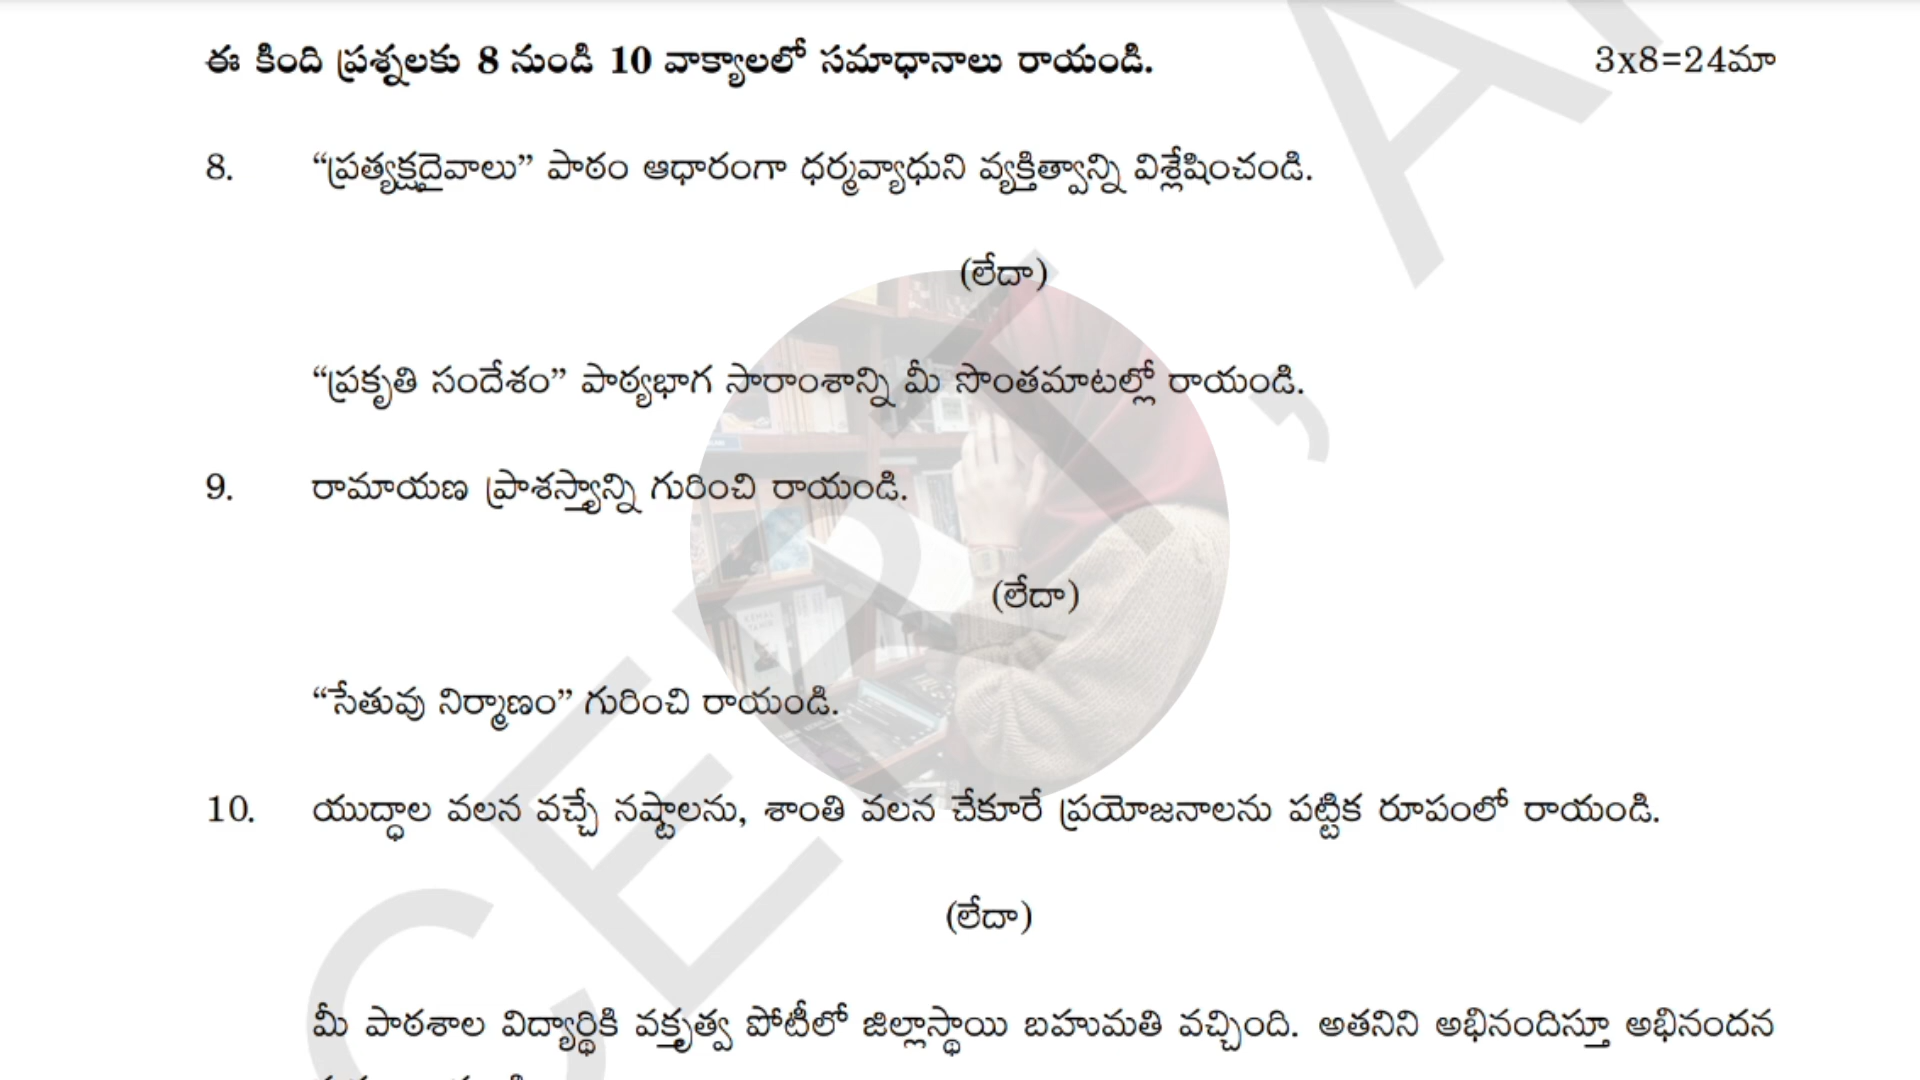 ఈ కింది ప్రశ్నలకు 8 నుండి 10 వాక్యాలలో సమాధానాలు రాయండి. 3x8=24మా
8. “ప్రత్యక్షదైవాలు” పాఠం ఆధారంగా ధర్మవ్యాధుని వ్యక్తిత్వాన్ని విశ్లేషించండి.
(లేదా)
“ప్రకృతి సందేశం” పాఠ్యభాగ సారాంశాన్ని మీ సొంతమాటల్లో రాయండి.
9. రామాయణ ప్రాశస్త్యాన్ని గురించి రాయండి.
(లేదా)
“సేతువు నిర్మాణం” గురించి రాయండి.
10. యుద్ధాల వలన వచ్చే నష్టాలను, శాంతి వలన చేకూరే ప్రయోజనాలను పట్టిక రూపంలో రాయండి.
(లేదా)
మీ పాఠశాల విద్యార్థికి వక్తృత్వ పోటీలో జిల్లాస్థాయి బహుమతి వచ్చింది. అతనిని అభినందిస్తూ అభినందన